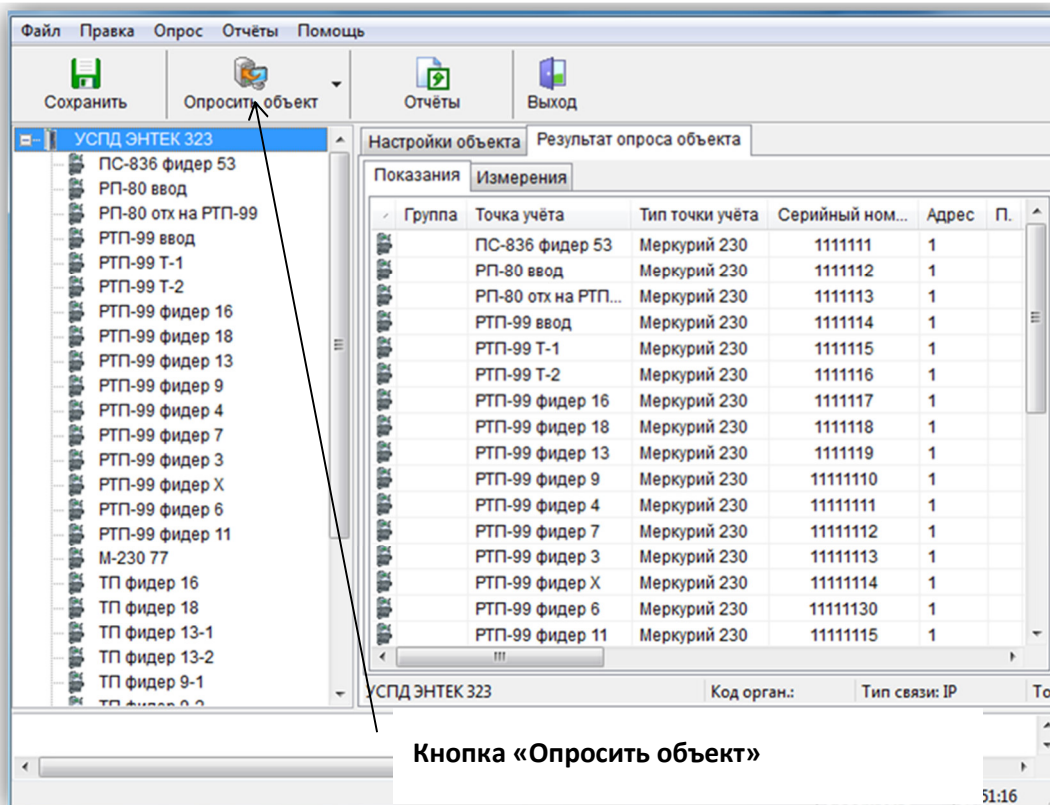 Файл Правка Опрос Отчёты Помощь
Сохранить Опросить объект Отчёты Выход
УСПД ЭНТЕК 323
ПС-836 фидер 53
РП-80 ввод
РП-80 отх на РТП-99
РТП-99 ввод
РТП-99 Т-1
РТП-99 Т-2
РТП-99 фидер 16
РТП-99 фидер 18
РТП-99 фидер 13
РТП-99 фидер 9
РТП-99 фидер 4
РТП-99 фидер 7
РТП-99 фидер 3
РТП-99 фидер Х
РТП-99 фидер 6
РТП-99 фидер 11
М-230 77
ТП фидер 16
ТП фидер 18
ТП фидер 13-1
ТП фидер 13-2
ТП фидер 9-1
Настройки объекта Результат опроса объекта
Показания Измерения
Группа Точка учёта Тип точки учёта Серийный ном... Адрес П.
ПС-836 фидер 53 Меркурий 230 1111111 1
РП-80 ввод Меркурий 230 1111112 1
РП-80 отх на РТП... Меркурий 230 1111113 1
РТП-99 ввод Меркурий 230 1111114 1
РТП-99 Т-1 Меркурий 230 1111115 1
РТП-99 Т-2 Меркурий 230 1111116 1
РТП-99 фидер 16 Меркурий 230 1111117 1
РТП-99 фидер 18 Меркурий 230 1111118 1
РТП-99 фидер 13 Меркурий 230 1111119 1
РТП-99 фидер 9 Меркурий 230 11111110 1
РТП-99 фидер 4 Меркурий 230 11111111 1
РТП-99 фидер 7 Меркурий 230 11111112 1
РТП-99 фидер 3 Меркурий 230 11111113 1
РТП-99 фидер Х Меркурий 230 11111114 1
РТП-99 фидер 6 Меркурий 230 11111130 1
РТП-99 фидер 11 Меркурий 230 11111115 1
УСПД ЭНТЕК 323 Код орган.: Тип связи: IP То
Кнопка «Опросить объект»
51:16